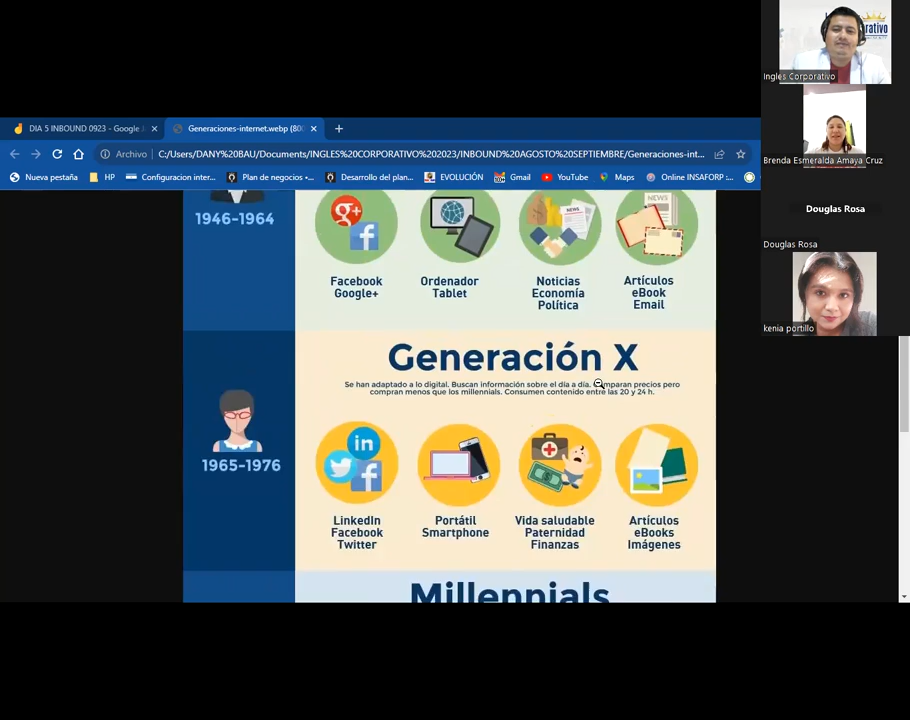 DIA 5 INBOUND 0923 - Google
Generaciones-internet.webp (800
Archivo
C:/Users/DANY%20BAU/Documents/INGLES%20CORPORATIVO%202023/INBOUND%20AGOSTO%20SEPTIEMBRE/Generaciones-int...
Nueva pestaña
HP
Configuracion inter...
Plan de negocios •...
Desarrollo del plan...
EVOLUCIÓN
Gmail
YouTube
Maps
Online INSAFORP :...
1946-1964
Facebook
Google+
Ordenador
Tablet
Noticias
Economía
Política
Artículos
eBook
Email
Generación X
Se han adaptado a lo digital. Buscan información sobre el día a día. Comparan precios pero
compran menos que los millennials. Consumen contenido entre las 20 y 24 h.
1965-1976
LinkedIn
Facebook
Twitter
Portátil
Smartphone
Vida saludable
Paternidad
Finanzas
Artículos
eBooks
Imágenes
Millennials
Ingles Corporativo
Brenda Esmeralda Amaya Cruz
Douglas Rosa
Douglas Rosa
kenia portillo